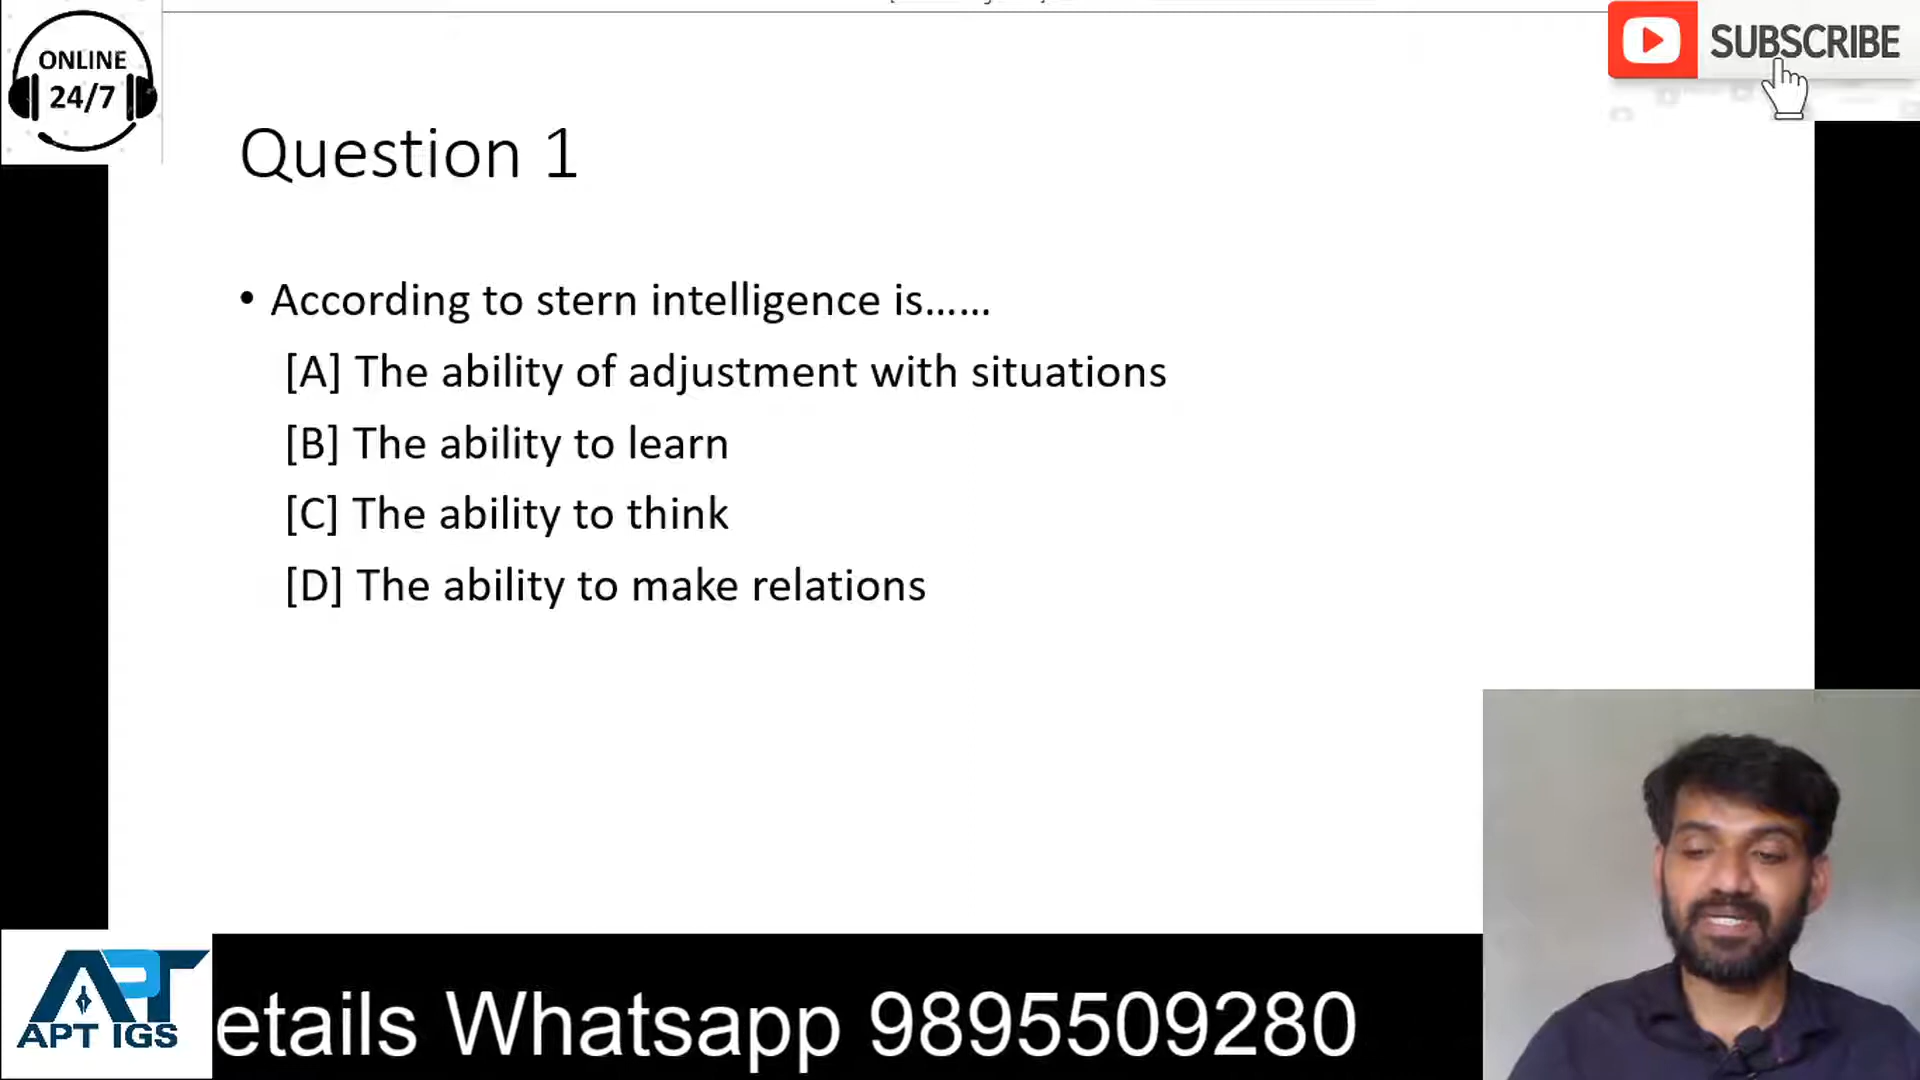 ONLINE
24/7
SUBSCRIBE
Question 1
• According to stern intelligence is......
[A] The ability of adjustment with situations
[B] The ability to learn
[C] The ability to think
[D] The ability to make relations
APT IGS
etails Whatsapp 9895509280